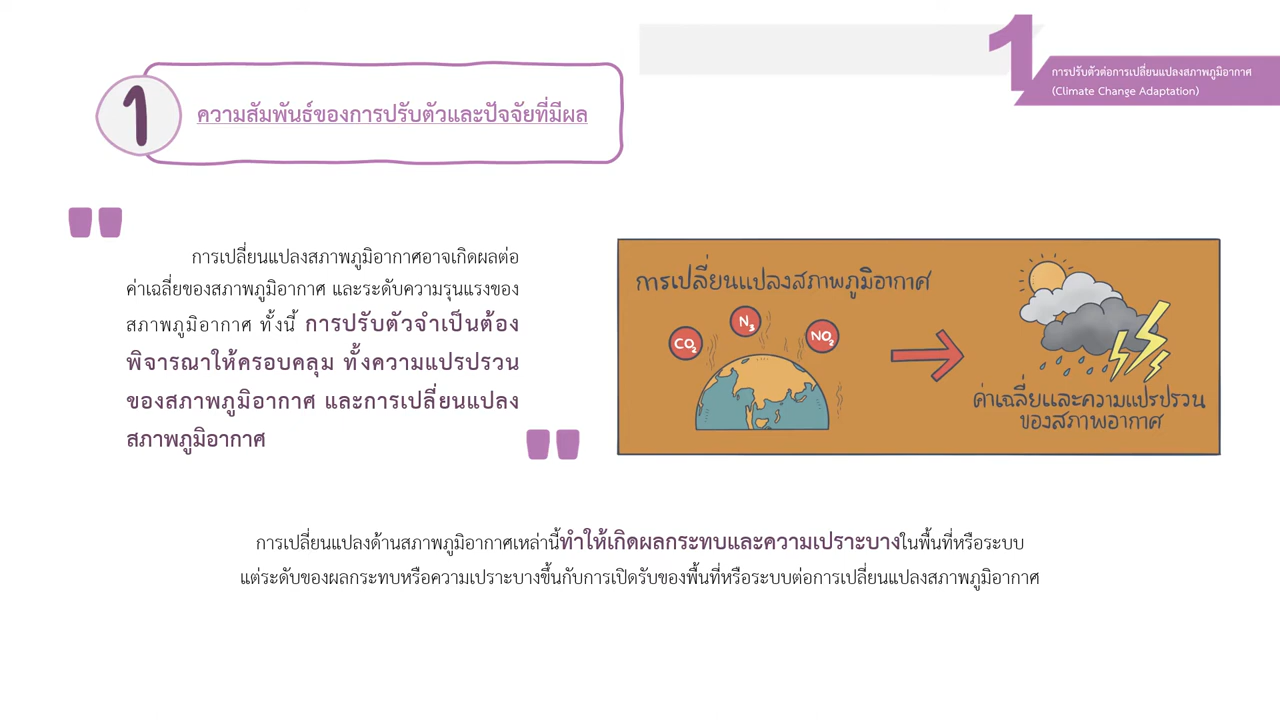 1
การปรับตัวต่อการเปลี่ยนแปลงสภาพภูมิอากาศ
(Climate Change Adaptation)
1
ความสัมพันธ์ของการปรับตัวและปัจจัยที่มีผล
"
การเปลี่ยนแปลงสภาพภูมิอากาศอาจเกิดผลต่อ
ค่าเฉลี่ยของสภาพภูมิอากาศ และระดับความรุนแรงของ
สภาพภูมิอากาศ ทั้งนี้ การปรับตัวจำเป็นต้อง
พิจารณาให้ครอบคลุม ทั้งความแปรปรวน
ของสภาพภูมิอากาศ และการเปลี่ยนแปลง
สภาพภูมิอากาศ
"
การเปลี่ยนแปลงสภาพภูมิอากาศ
CO₂
N₃
NO₂
ค่าเฉลี่ยและความแปรปรวน
ของสภาพอากาศ
การเปลี่ยนแปลงด้านสภาพภูมิอากาศเหล่านี้ทำให้เกิดผลกระทบและความเปราะบางในพื้นที่หรือระบบ
แต่ระดับของผลกระทบหรือความเปราะบางขึ้นกับการเปิดรับของพื้นที่หรือระบบต่อการเปลี่ยนแปลงสภาพภูมิอากาศ